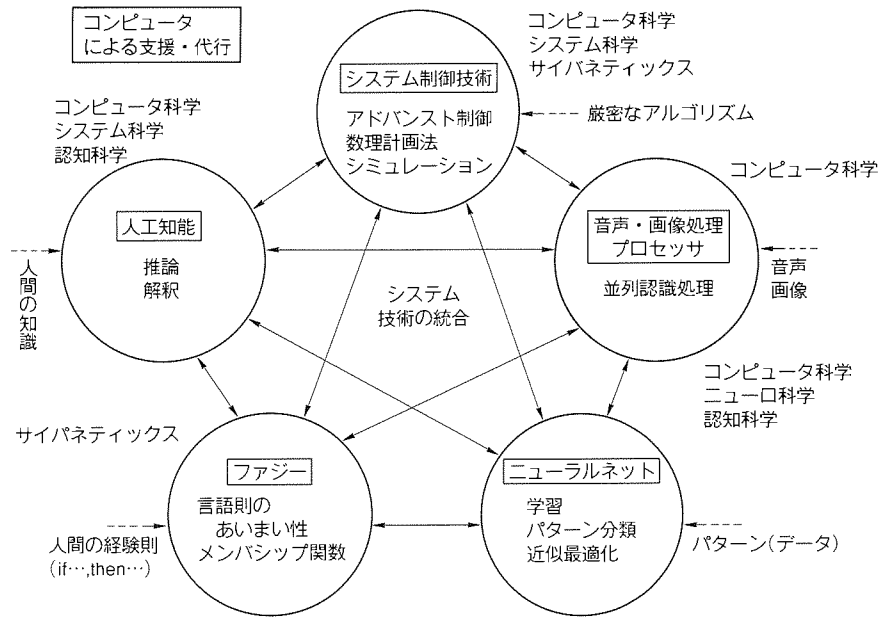 コンピュータ
による支援・代行
コンピュータ科学
システム科学
サイバネティックス
システム制御技術
アドバンスト制御
数理計画法
シミュレーション
厳密なアルゴリズム
コンピュータ科学
システム科学
認知科学
人工知能
推論
解釈
人間の知識
コンピュータ科学
音声・画像処理
プロセッサ
並列認識処理
音声
画像
システム
技術の統合
サイパネティックス
ファジー
言語則の
あいまい性
メンバシップ関数
人間の経験則
(if…,then…)
コンピュータ科学
ニューロ科学
認知科学
ニューラルネット
学習
パターン分類
近似最適化
パターン(データ)